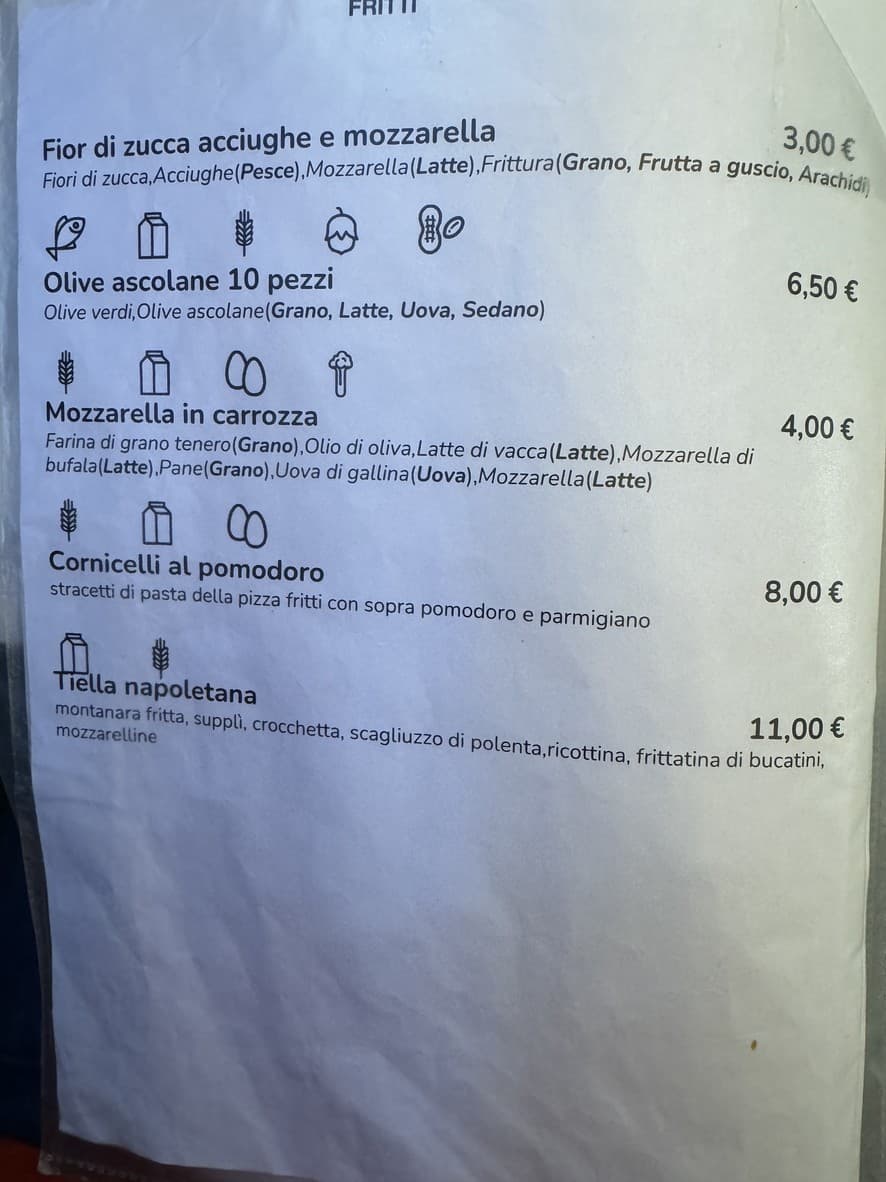 FRITTI
Fior di zucca acciughe e mozzarella 3,00 €
Fiori di zucca,Acciughe(Pesce),Mozzarella(Latte),Frittura(Grano, Frutta a guscio, Arachidi)
Olive ascolane 10 pezzi 6,50 €
Olive verdi,Olive ascolane(Grano, Latte, Uova, Sedano)
Mozzarella in carrozza 4,00 €
Farina di grano tenero(Grano),Olio di oliva,Latte di vacca(Latte),Mozzarella di
bufala(Latte),Pane(Grano),Uova di gallina(Uova),Mozzarella(Latte)
Cornicelli al pomodoro 8,00 €
stracetti di pasta della pizza fritti con sopra pomodoro e parmigiano
Tiella napoletana 11,00 €
montanara fritta, supplì, crocchetta, scagliuzzo di polenta,ricottina, frittatina di bucatini,
mozzarelline